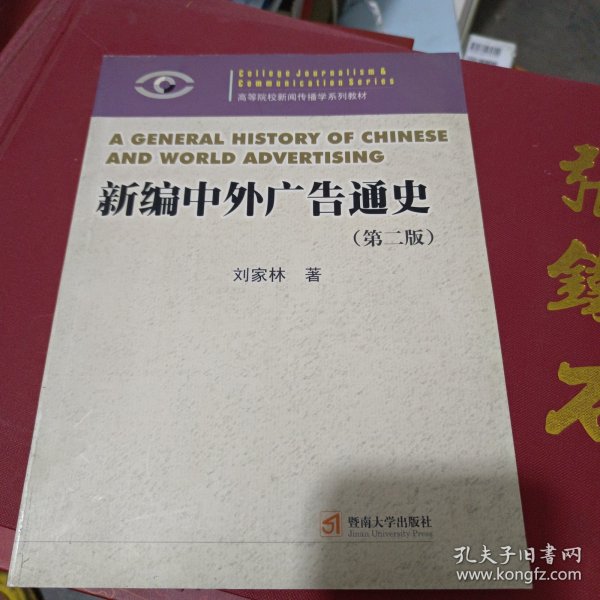 College Journalism &
Communication Series
高等院校新闻传播学系列教材
A GENERAL HISTORY OF CHINESE
AND WORLD ADVERTISING
新编中外广告通史
(第二版)
刘家林 著
暨南大学出版社
Jinan University Press
张
石
孔夫子旧书网
www.kongfz.com